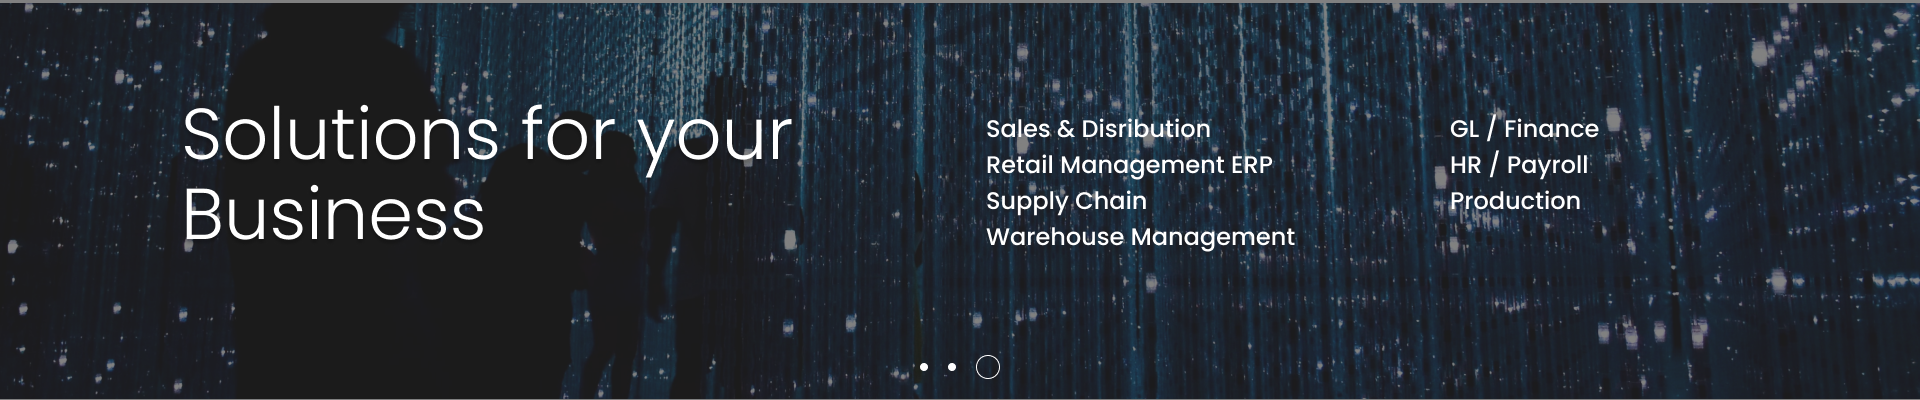 Solutions for your
Business
Sales & Disribution
Retail Management ERP
Supply Chain
Warehouse Management
GL / Finance
HR / Payroll
Production